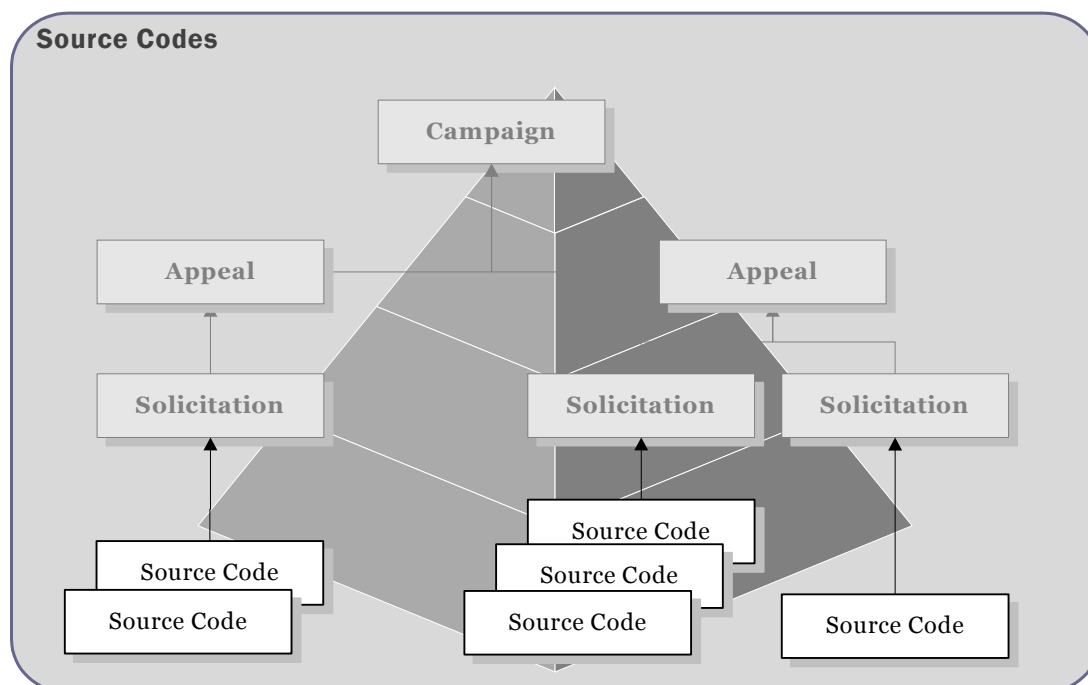 Source Codes
Campaign
Appeal
Appeal
Solicitation
Solicitation
Solicitation
Source Code
Source Code
Source Code
Source Code
Source Code
Source Code